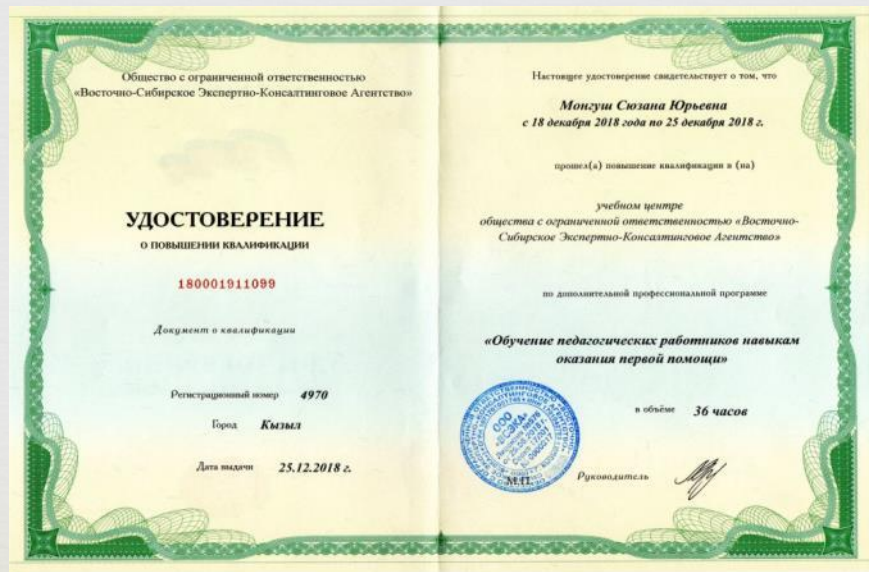 Общество с ограниченной ответственностью
«Восточно-Сибирское Экспертно-Консалтинговое Агентство»
УДОСТОВЕРЕНИЕ
О ПОВЫШЕНИИ КВАЛИФИКАЦИИ
180001911099
Документ о квалификации
Регистрационный номер 4970
Город Кызыл
Дата выдачи 25.12.2018 г.
Настоящее удостоверение свидетельствует о том, что
Монгуш Сюзана Юрьевна
с 18 декабря 2018 года по 25 декабря 2018 г.
прошел(а) повышение квалификации в (на)
учебном центре
общества с ограниченной ответственностью «Восточно-
Сибирское Экспертно-Консалтинговое Агентство»
по дополнительной профессиональной программе
«Обучение педагогических работников навыкам
оказания первой помощи»
в объёме 36 часов
ООО
«ВСЭКА»
М.П.
Руководитель